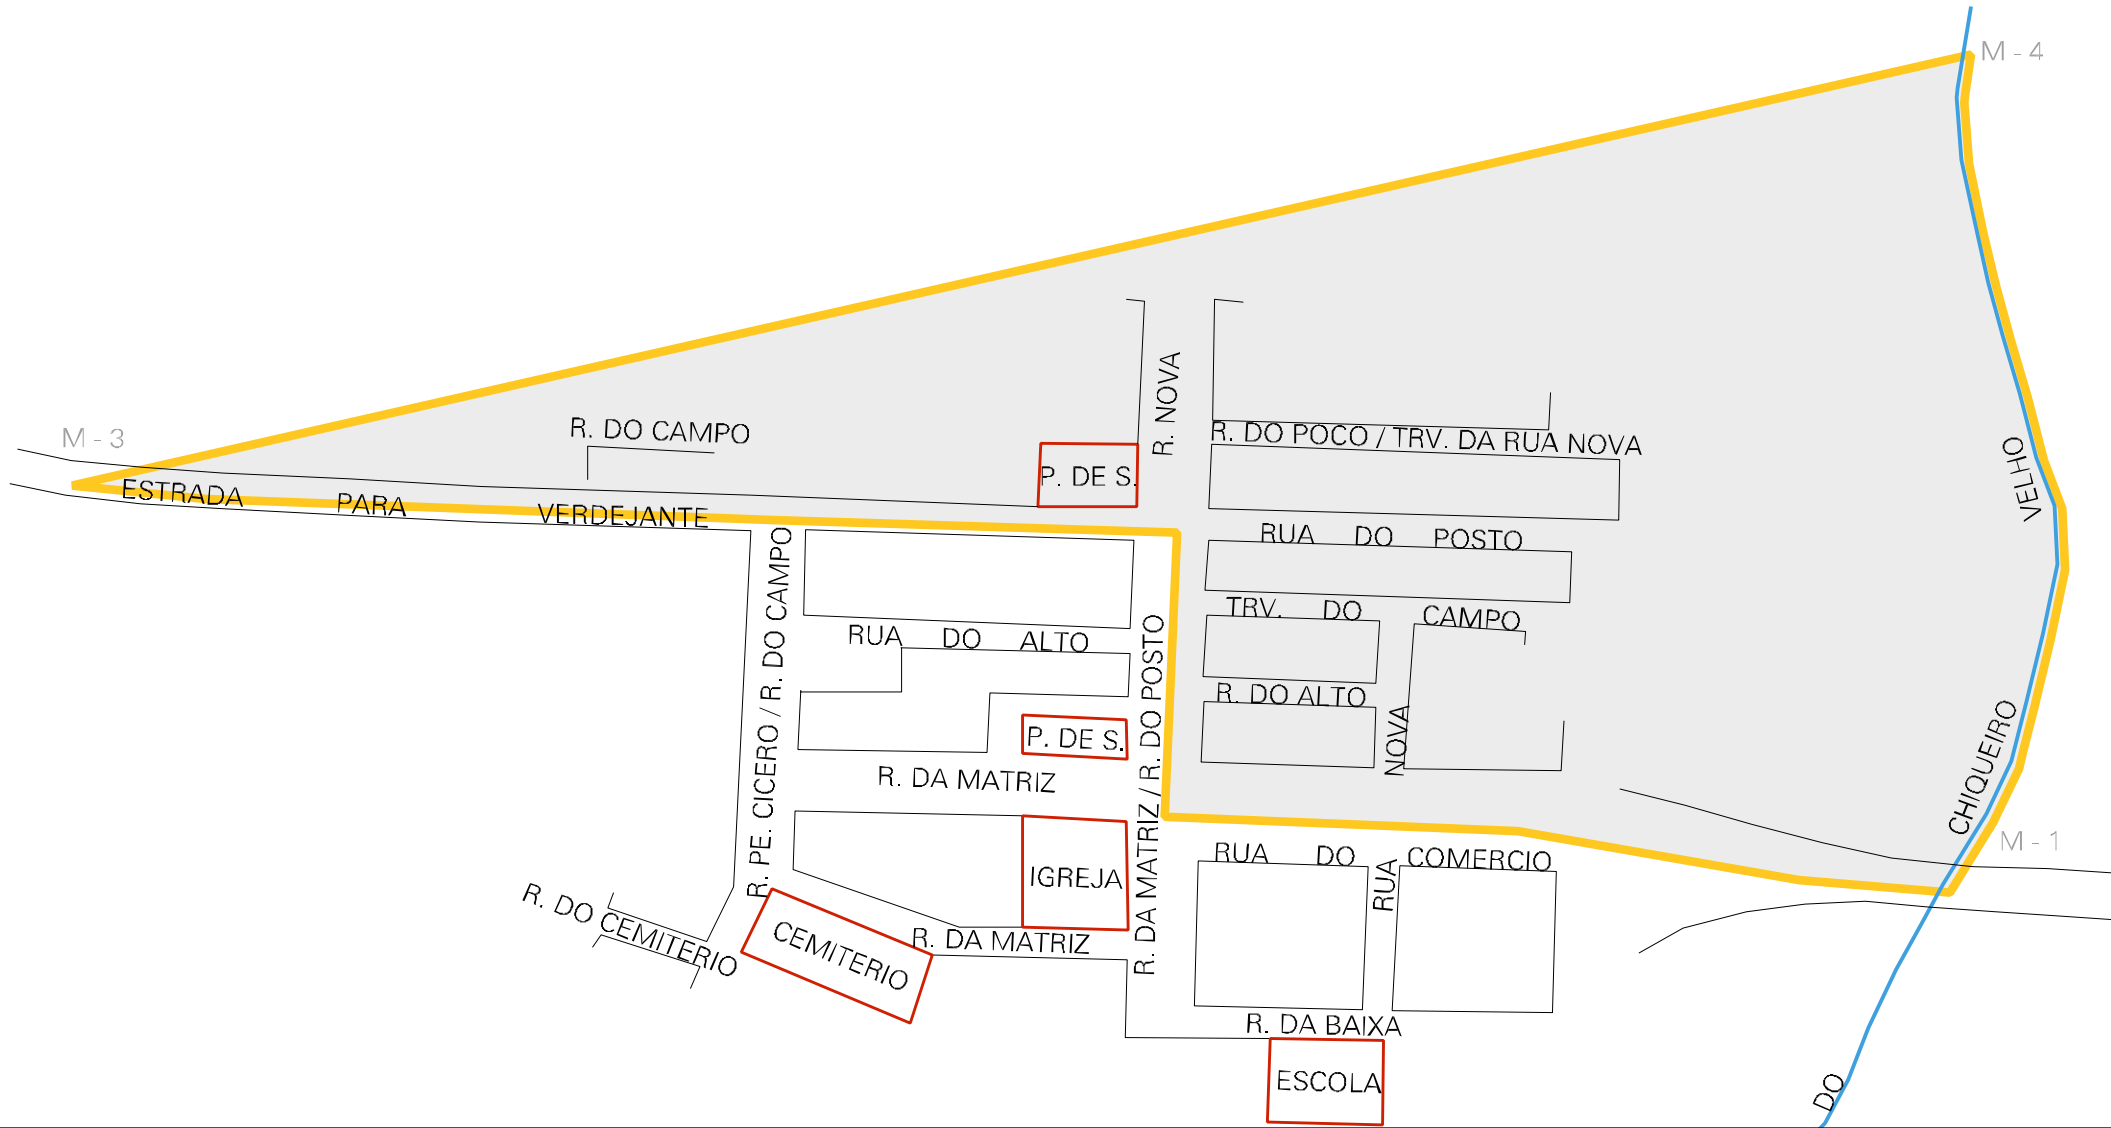 M - 4
M - 3
R. DO CAMPO
R. NOVA
R. DO POCO / TRV. DA RUA NOVA
P. DE S.
ESTRADA PARA VERDEJANTE
VELHO
RUA DO POSTO
TRV. DO CAMPO
RUA DO ALTO
R. DO ALTO
R. PE. CICERO / R. DO CAMPO
R. DA MATRIZ / R. DO POSTO
P. DE S.
NOVA
R. DA MATRIZ
CHIQUEIRO
M - 1
RUA DO COMERCIO
RUA
IGREJA
R. DO CEMITERIO
CEMITERIO
R. DA MATRIZ
R. DA BAIXA
ESCOLA
DO